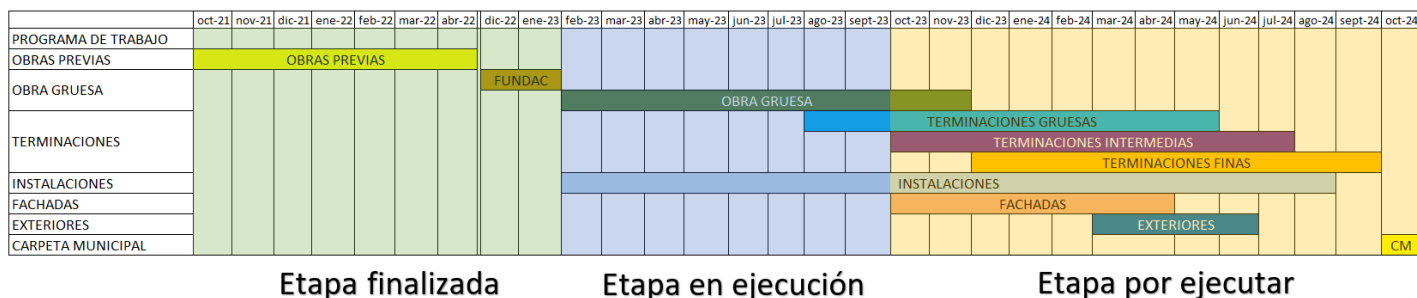 oct-21 nov-21 dic-21 ene-22 feb-22 mar-22 abr-22 dic-22 ene-23 feb-23 mar-23 abr-23 may-23 jun-23 jul-23 ago-23 sept-23 oct-23 nov-23 dic-23 ene-24 feb-24 mar-24 abr-24 may-24 jun-24 jul-24 ago-24 sept-24 oct-24
PROGRAMA DE TRABAJO
OBRAS PREVIAS OBRAS PREVIAS
FUNDAC
OBRA GRUESA
OBRA GRUESA
TERMINACIONES GRUESAS
TERMINACIONES TERMINACIONES INTERMEDIAS
TERMINACIONES FINAS
INSTALACIONES INSTALACIONES
FACHADAS FACHADAS
EXTERIORES EXTERIORES
CARPETA MUNICIPAL CM
Etapa finalizada Etapa en ejecución Etapa por ejecutar